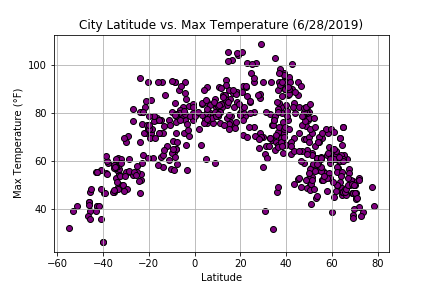 City Latitude vs. Max Temperature (6/28/2019)
Max Temperature (°F)
100
80
60
40
−60 −40 −20 0 20 40 60 80
Latitude